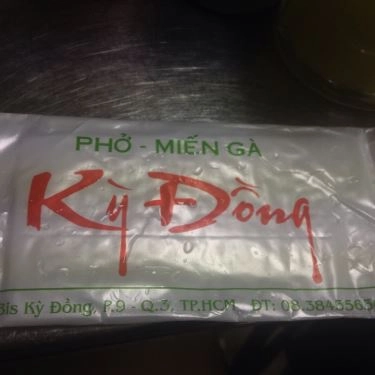 PHỞ - MIẾN GÀ
Kỳ Đồng
Bis Kỳ Đồng, P.9 - Q.3, TP.HCM ĐT: 08.3843563